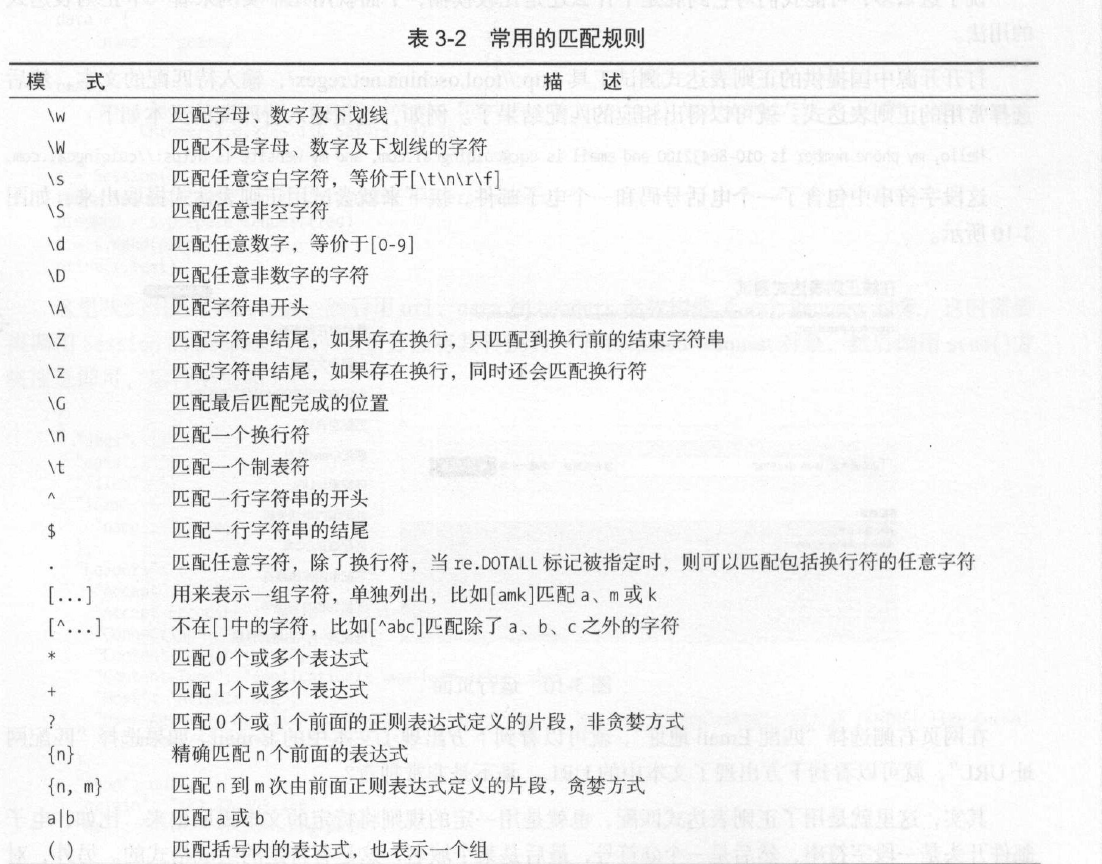 表 3-2 常用的匹配规则
模 式 描 述
\w 匹配字母、数字及下划线
\W 匹配不是字母、数字及下划线的字符
\s 匹配任意空白字符，等价于[\t\n\r\f]
\S 匹配任意非空字符
\d 匹配任意数字，等价于[0-9]
\D 匹配任意非数字的字符
\A 匹配字符串开头
\Z 匹配字符串结尾，如果存在换行，只匹配到换行前的结束字符串
\z 匹配字符串结尾，如果存在换行，同时还会匹配换行符
\G 匹配最后匹配完成的位置
\n 匹配一个换行符
\t 匹配一个制表符
^ 匹配一行字符串的开头
$ 匹配一行字符串的结尾
. 匹配任意字符，除了换行符，当 re.DOTALL 标记被指定时，则可以匹配包括换行符的任意字符
[...] 用来表示一组字符，单独列出，比如[amk]匹配 a、m 或 k
[^...] 不在[]中的字符，比如[^abc]匹配除了 a、b、c 之外的字符
* 匹配 0 个或多个表达式
+ 匹配 1 个或多个表达式
? 匹配 0 个或 1 个前面的正则表达式定义的片段，非贪婪方式
{n} 精确匹配 n 个前面的表达式
{n, m} 匹配 n 到 m 次由前面正则表达式定义的片段，贪婪方式
a|b 匹配 a 或 b
( ) 匹配括号内的表达式，也表示一个组